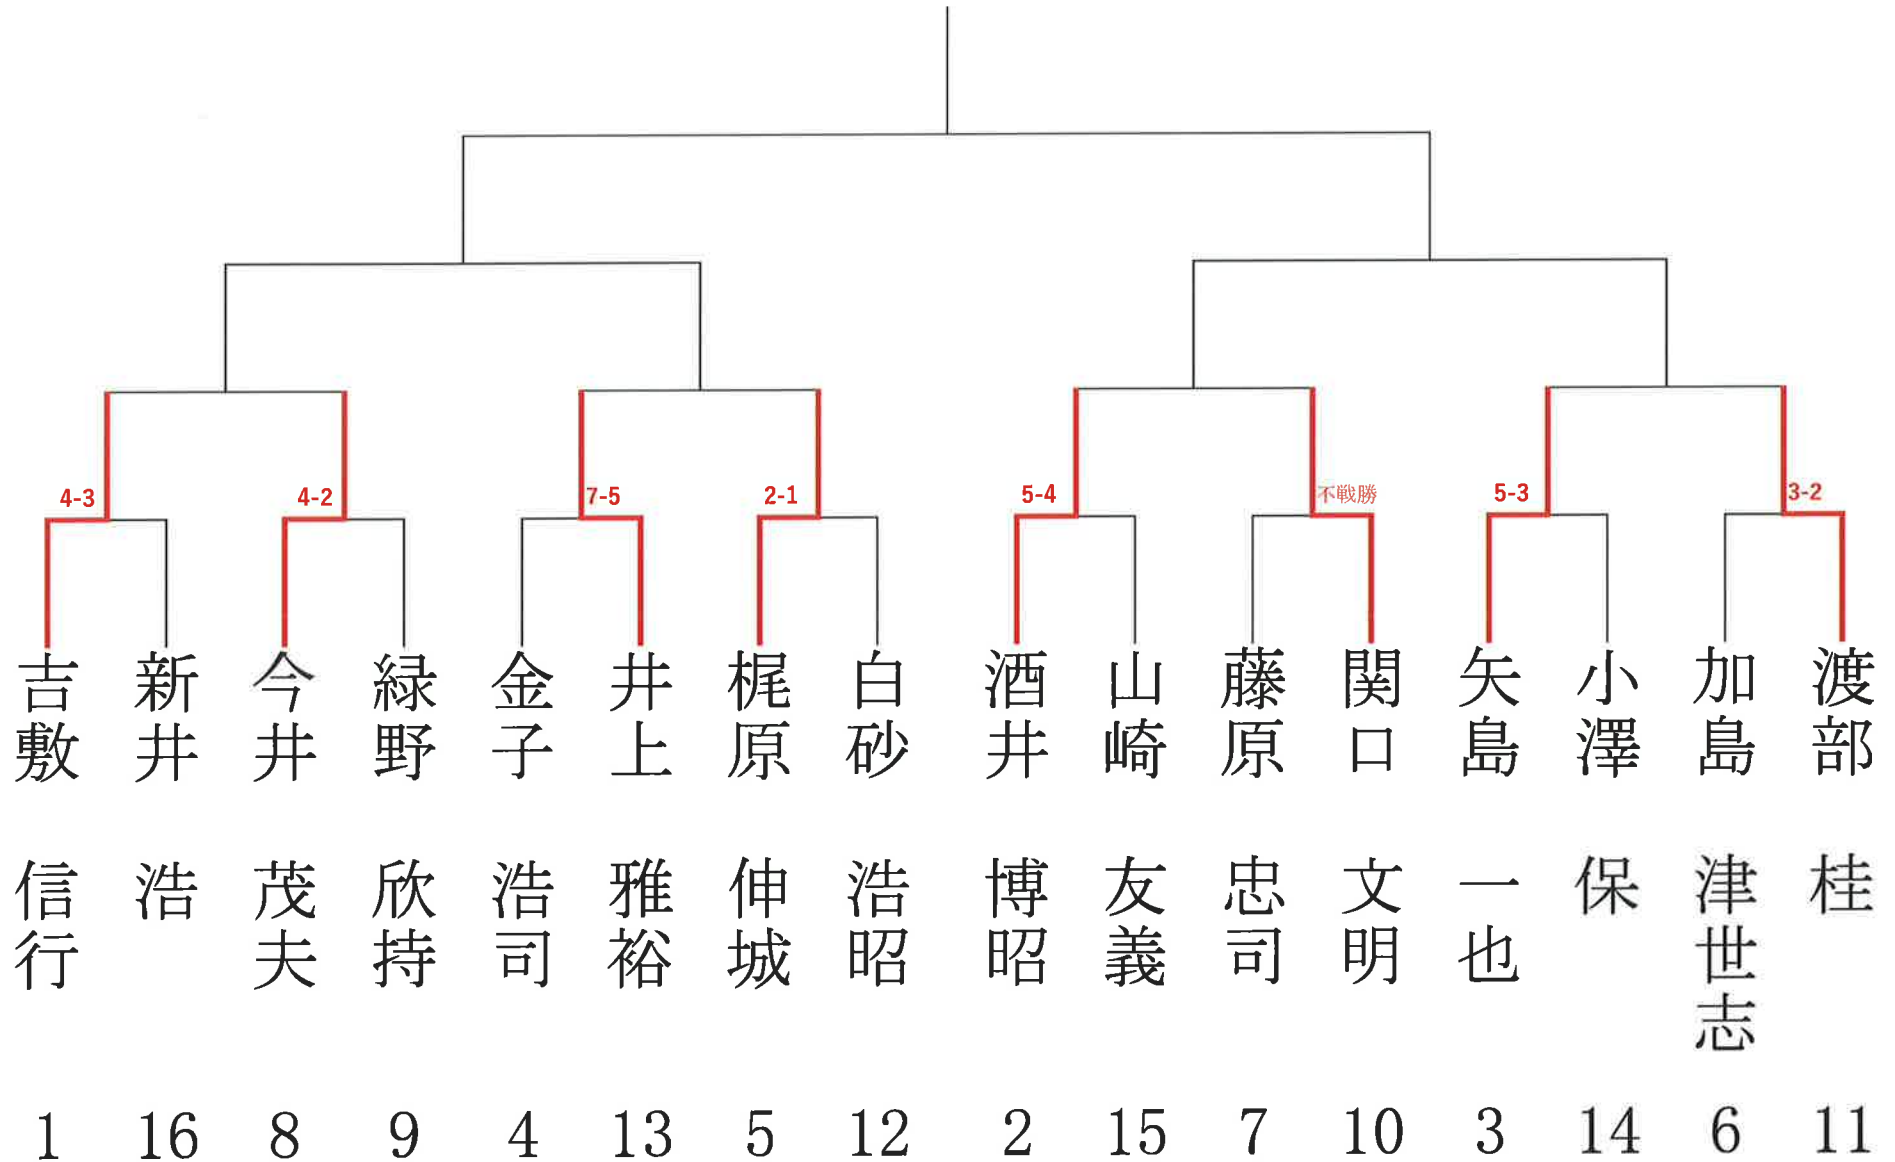 4-3
4-2
7-5
2-1
5-4
不戦勝
5-3
3-2
吉敷 信行
新井 浩
今井 茂夫
緑野 欣持
金子 浩司
井上 雅裕
梶原 伸城
白砂 浩昭
酒井 博昭
山崎 友義
藤原 忠司
関口 文明
矢島 一也
小澤 保
加島 津世志
渡部 桂
1
16
8
9
4
13
5
12
2
15
7
10
3
14
6
11